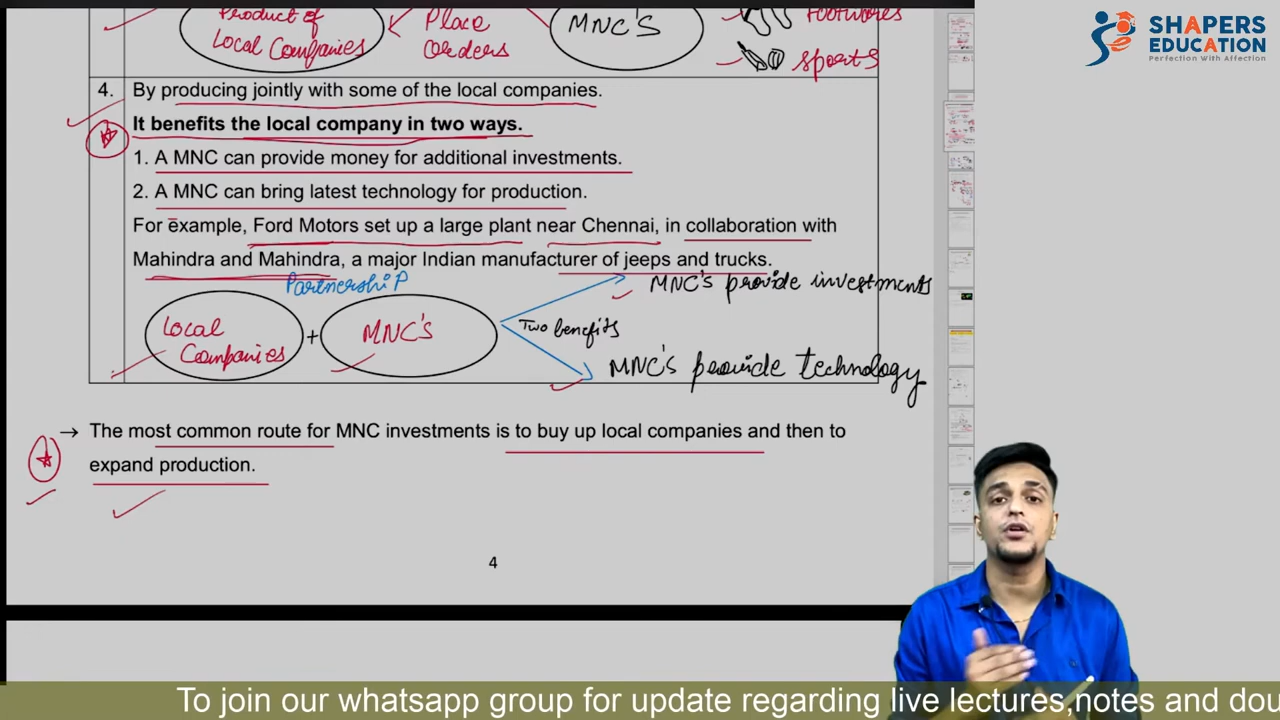 Product of
Local Companies
Place
orders
MNC'S
Footwares
sports
SHAPERS
EDUCATION
Perfection With Affection
4. By producing jointly with some of the local companies.
It benefits the local company in two ways.
1. A MNC can provide money for additional investments.
2. A MNC can bring latest technology for production.
For example, Ford Motors set up a large plant near Chennai, in collaboration with
Mahindra and Mahindra, a major Indian manufacturer of jeeps and trucks.
Partnership
MNC's provide investments
Local
Companies
+
MNC's
Two benefits
MNC's provide technology
→ The most common route for MNC investments is to buy up local companies and then to
expand production.
4
To join our whatsapp group for update regarding live lectures,notes and dou